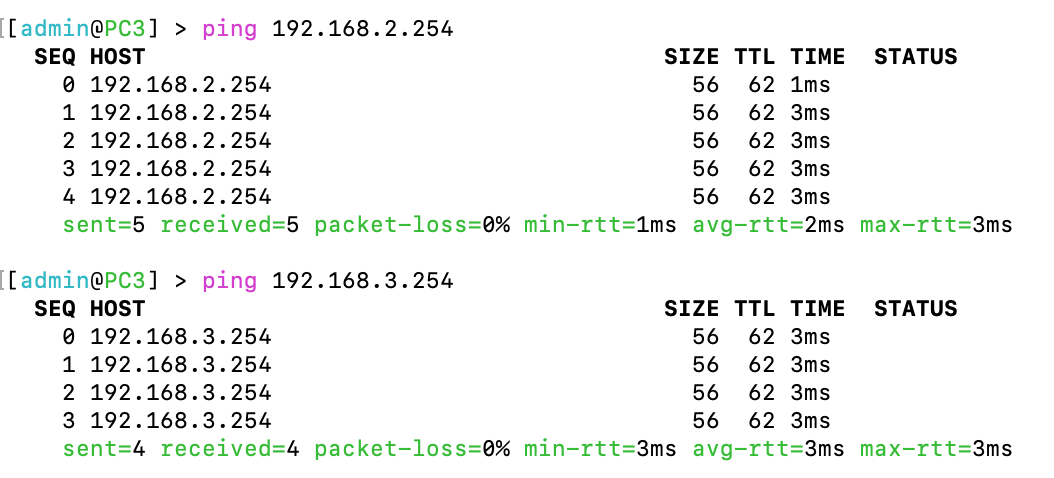 [[admin@PC3] > ping 192.168.2.254
SEQ HOST SIZE TTL TIME STATUS
0 192.168.2.254 56 62 1ms
1 192.168.2.254 56 62 3ms
2 192.168.2.254 56 62 3ms
3 192.168.2.254 56 62 3ms
4 192.168.2.254 56 62 3ms
sent=5 received=5 packet-loss=0% min-rtt=1ms avg-rtt=2ms max-rtt=3ms
[[admin@PC3] > ping 192.168.3.254
SEQ HOST SIZE TTL TIME STATUS
0 192.168.3.254 56 62 3ms
1 192.168.3.254 56 62 3ms
2 192.168.3.254 56 62 3ms
3 192.168.3.254 56 62 3ms
sent=4 received=4 packet-loss=0% min-rtt=3ms avg-rtt=3ms max-rtt=3ms